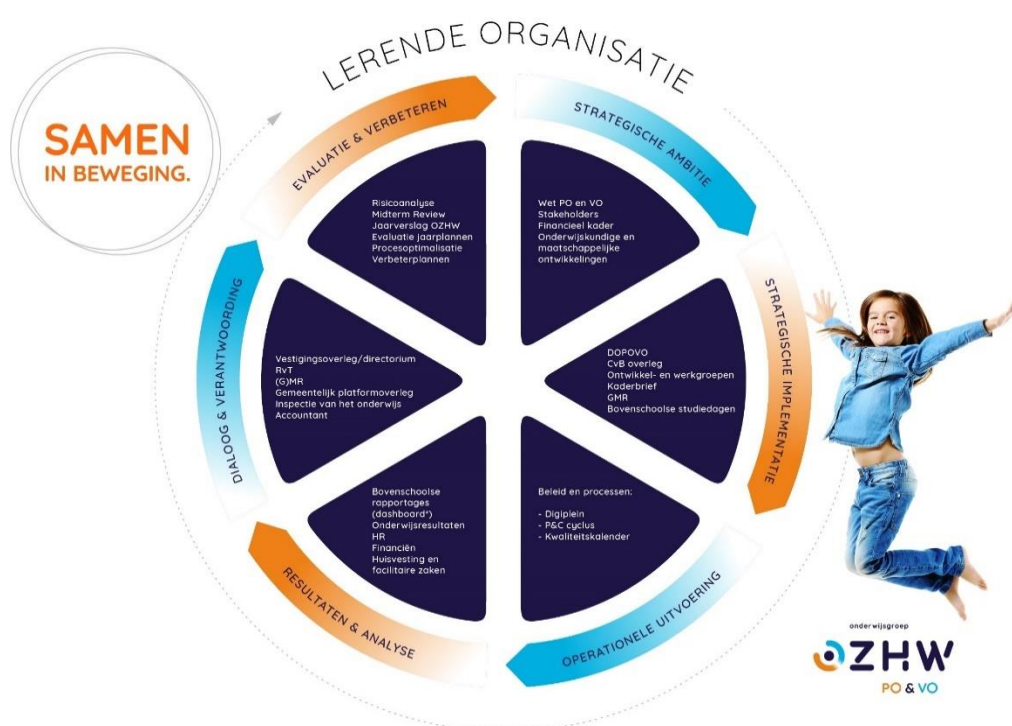 LERENDE ORGANISATIE
SAMEN
IN BEWEGING.
STRATEGISCHE AMBITIE
Wet PO en VO
Stakeholders
Financieel kader
Onderwijskundige en
maatschappelijke
ontwikkelingen
STRATEGISCHE IMPLEMENTATIE
DOPOVO
CvB overleg
Ontwikkel- en werkgroepen
Kaderbrief
GMR
Bovenschoolse studiedagen
OPERATIONELE UITVOERING
Beleid en processen:
- Digiplein
- P&C cyclus
- Kwaliteitskalender
RESULTATEN & ANALYSE
Bovenschoolse
rapportages
(dashboard*)
Onderwijsresultaten
HR
Financiën
Huisvesting en
facilitaire zaken
DIALOOG & VERANTWOORDING
Vestigingsoverleg/directorium
RvT
(G)MR
Gemeentelijk platformoverleg
Inspectie van het onderwijs
Accountant
EVALUATIE & VERBETEREN
Risicoanalyse
Midterm Review
Jaarverslag OZHW
Evaluatie jaarplannen
Procesoptimalisatie
Verbeterplannen
onderwijsgroep
OZHW
PO & VO